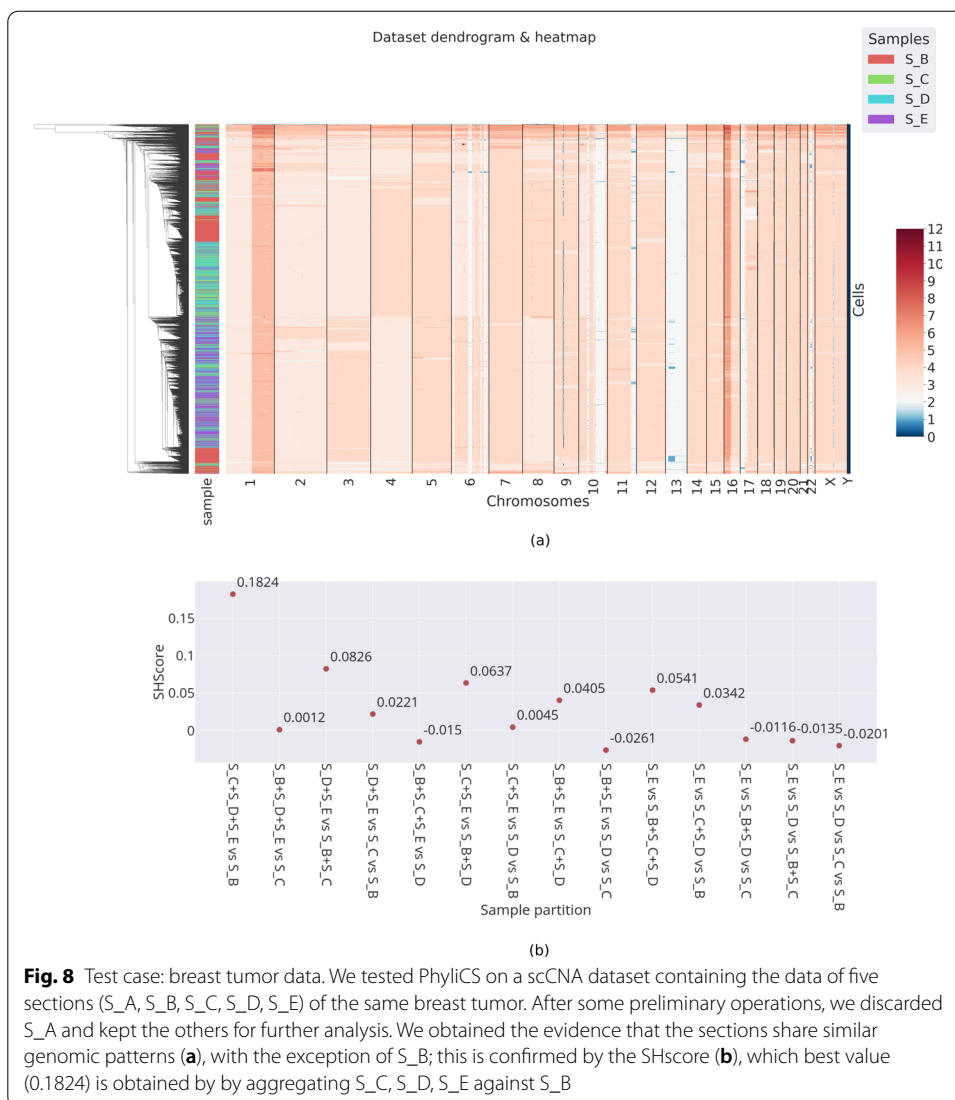 Dataset dendrogram & heatmap
Samples
S_B
S_C
S_D
S_E
12
11
10
9
8
7
6
5
4
3
2
1
0
Cells
sample
1
2
3
4
5
6
7
8
9
10
11
12
13
14
15
16
17
18
19
20
21
22
X
Y
Chromosomes
(a)
SHScore
0.15
0.1
0.05
0
0.1824
0.0012
0.0826
0.0221
-0.015
0.0637
0.0045
0.0405
-0.0261
0.0541
0.0342
-0.0116
-0.0135
-0.0201
S_C+S_D+S_E vs S_B
S_B+S_D+S_E vs S_C
S_D+S_E vs S_B+S_C
S_D+S_E vs S_C vs S_B
S_B+S_C+S_E vs S_D
S_C+S_E vs S_B+S_D
S_C+S_E vs S_D vs S_B
S_B+S_E vs S_C+S_D
S_B+S_E vs S_D vs S_C
S_E vs S_B+S_C+S_D
S_E vs S_C+S_D vs S_B
S_E vs S_B+S_D vs S_C
S_E vs S_D vs S_B+S_C
S_E vs S_D vs S_C vs S_B
Sample partition
(b)
Fig. 8 Test case: breast tumor data. We tested PhyliCS on a scCNA dataset containing the data of five
sections (S_A, S_B, S_C, S_D, S_E) of the same breast tumor. After some preliminary operations, we discarded
S_A and kept the others for further analysis. We obtained the evidence that the sections share similar
genomic patterns (a), with the exception of S_B; this is confirmed by the SHscore (b), which best value
(0.1824) is obtained by by aggregating S_C, S_D, S_E against S_B